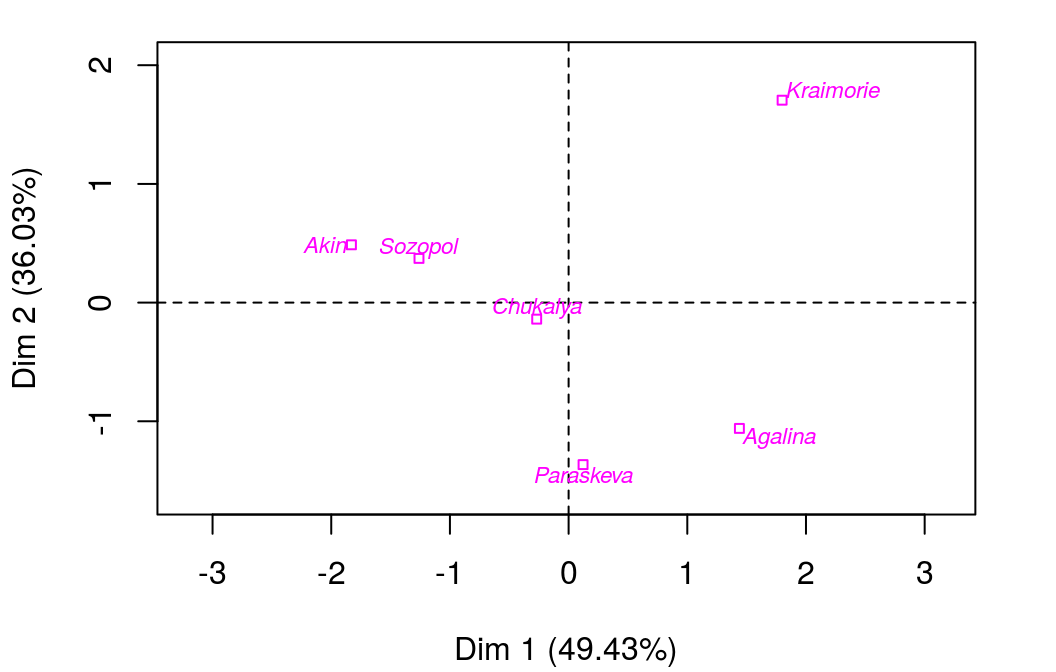 2
Kraimorie
1
Akin
Sozopol
0
Chukalya
-1
Agalina
Paraskeva
-3 -2 -1 0 1 2 3
Dim 1 (49.43%)
Dim 2 (36.03%)